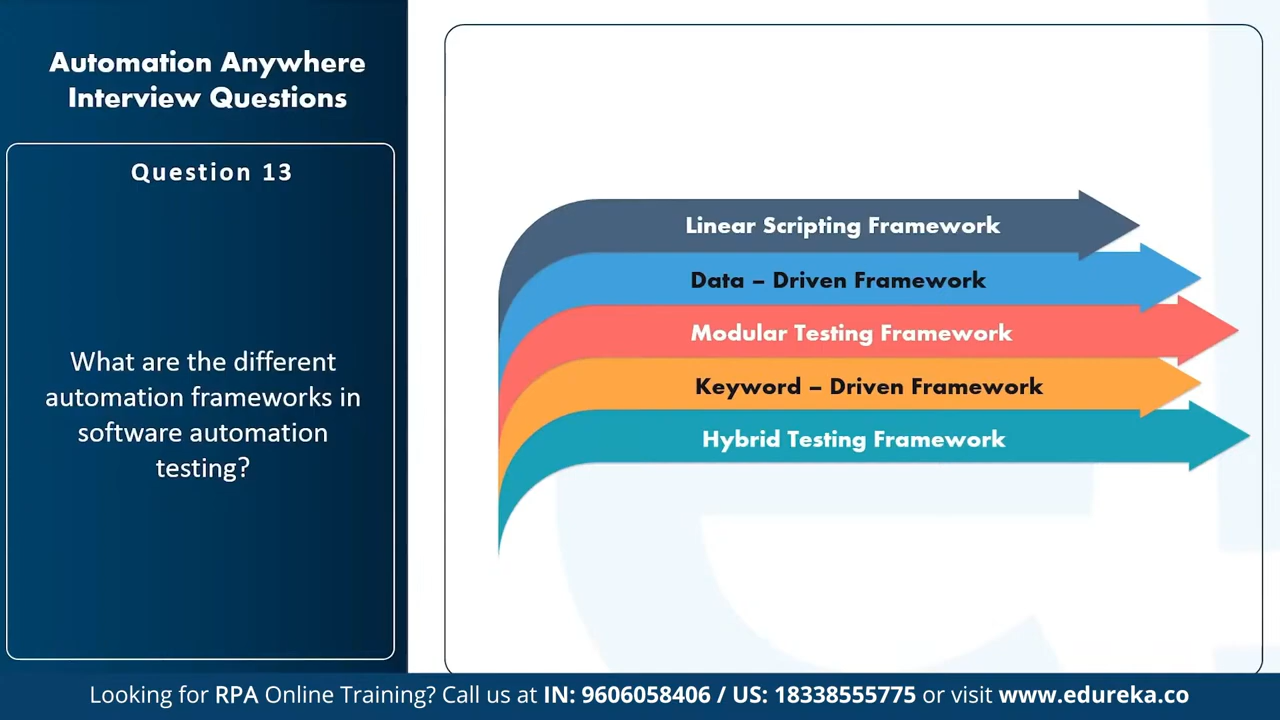 Automation Anywhere
Interview Questions
Question 13
What are the different
automation frameworks in
software automation
testing?
Linear Scripting Framework
Data – Driven Framework
Modular Testing Framework
Keyword – Driven Framework
Hybrid Testing Framework
Looking for RPA Online Training? Call us at IN: 9606058406 / US: 18338555775 or visit www.edureka.co